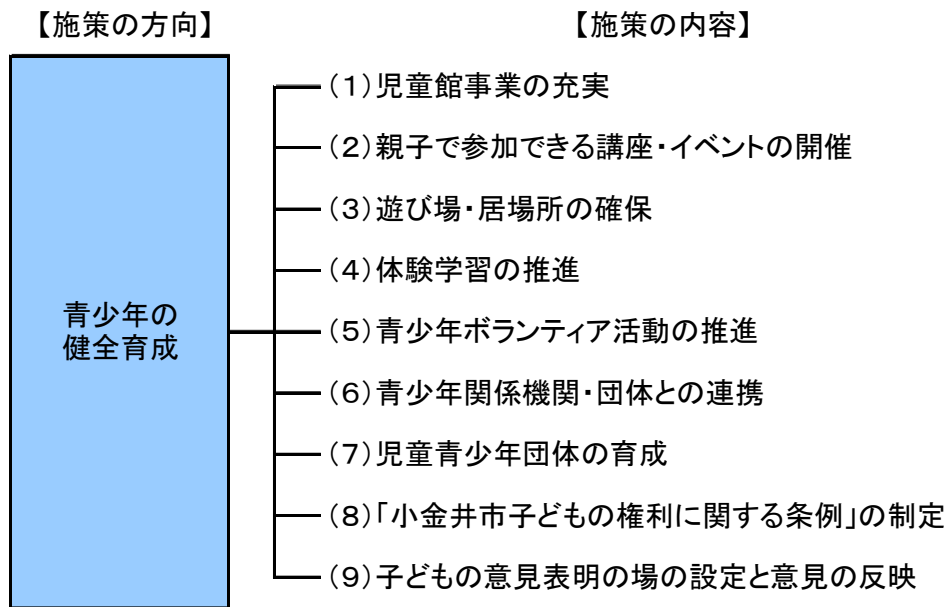 【施策の方向】
【施策の内容】
青少年の
健全育成
(1)児童館事業の充実
(2)親子で参加できる講座・イベントの開催
(3)遊び場・居場所の確保
(4)体験学習の推進
(5)青少年ボランティア活動の推進
(6)青少年関係機関・団体との連携
(7)児童青少年団体の育成
(8)「小金井市子どもの権利に関する条例」の制定
(9)子どもの意見表明の場の設定と意見の反映